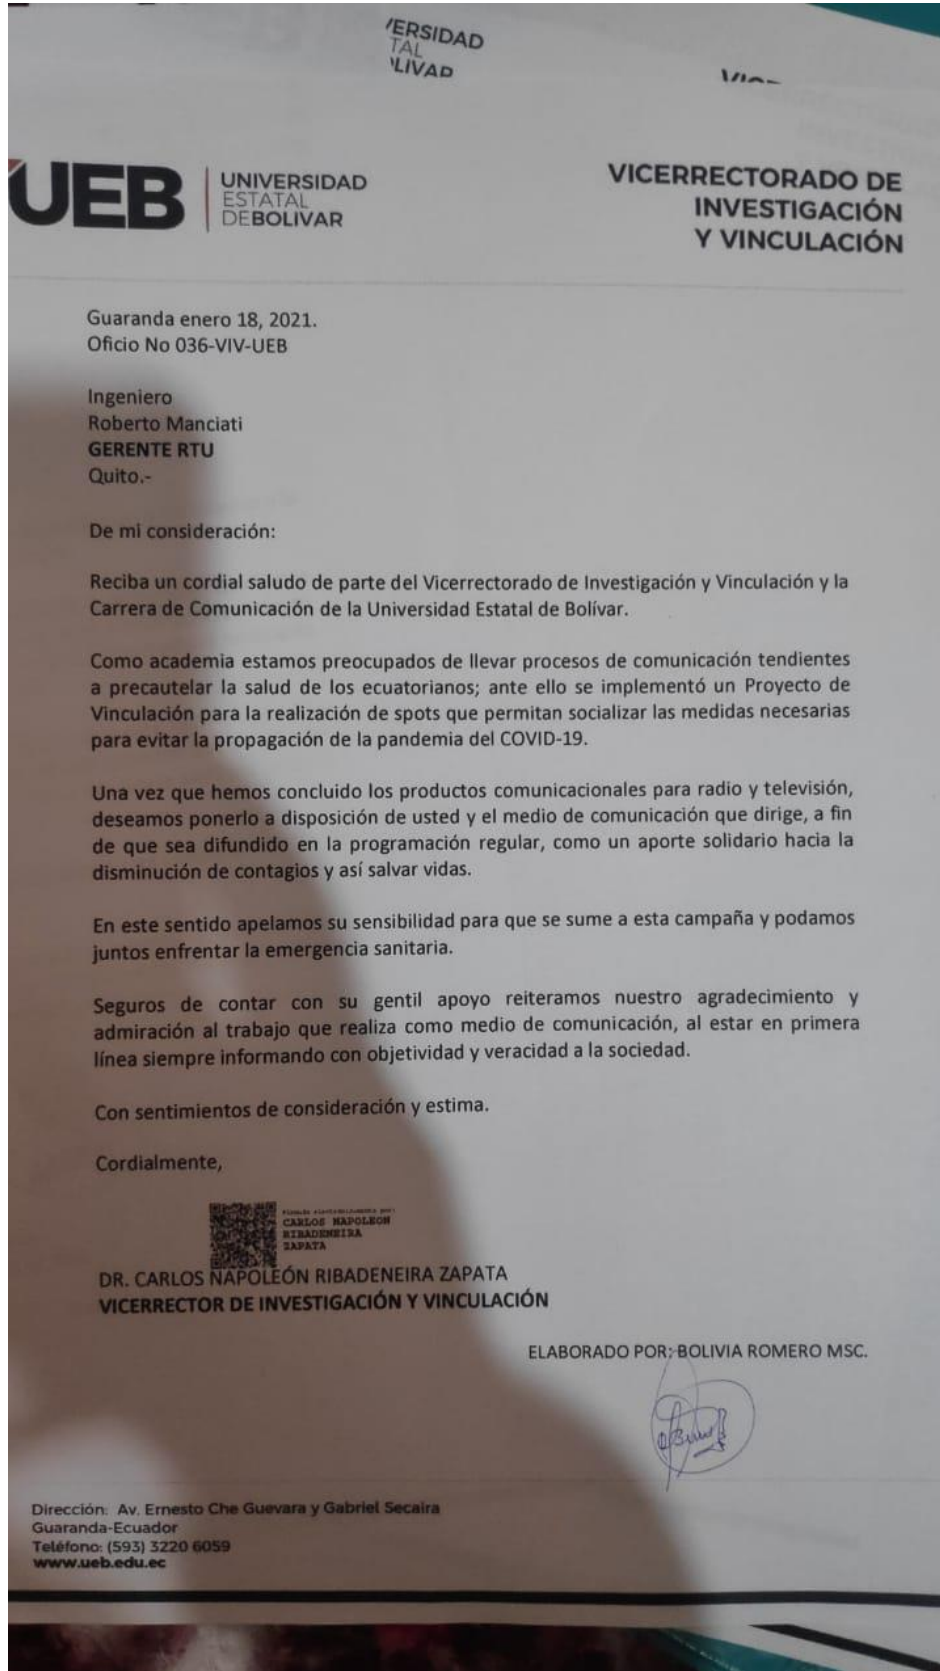 VERSIDAD
TAL
LIVAR
UEB
UNIVERSIDAD
ESTATAL
DEBOLIVAR
VICERRECTORADO DE
INVESTIGACIÓN
Y VINCULACIÓN
Guaranda enero 18, 2021.
Oficio No 036-VIV-UEB
Ingeniero
Roberto Manciati
GERENTE RTU
Quito.-
De mi consideración:
Reciba un cordial saludo de parte del Vicerrectorado de Investigación y Vinculación y la
Carrera de Comunicación de la Universidad Estatal de Bolívar.
Como academia estamos preocupados de llevar procesos de comunicación tendientes
a precautelar la salud de los ecuatorianos; ante ello se implementó un Proyecto de
Vinculación para la realización de spots que permitan socializar las medidas necesarias
para evitar la propagación de la pandemia del COVID-19.
Una vez que hemos concluido los productos comunicacionales para radio y televisión,
deseamos ponerlo a disposición de usted y el medio de comunicación que dirige, a fin
de que sea difundido en la programación regular, como un aporte solidario hacia la
disminución de contagios y así salvar vidas.
En este sentido apelamos su sensibilidad para que se sume a esta campaña y podamos
juntos enfrentar la emergencia sanitaria.
Seguros de contar con su gentil apoyo reiteramos nuestro agradecimiento y
admiración al trabajo que realiza como medio de comunicación, al estar en primera
línea siempre informando con objetividad y veracidad a la sociedad.
Con sentimientos de consideración y estima.
Cordialmente,
Firmado electrónicamente por:
CARLOS NAPOLEON
RIBADENEIRA
ZAPATA
DR. CARLOS NAPOLEÓN RIBADENEIRA ZAPATA
VICERRECTOR DE INVESTIGACIÓN Y VINCULACIÓN
ELABORADO POR: BOLIVIA ROMERO MSC.
Dirección: Av. Ernesto Che Guevara y Gabriel Secaira
Guaranda-Ecuador
Teléfono: (593) 3220 6059
www.ueb.edu.ec